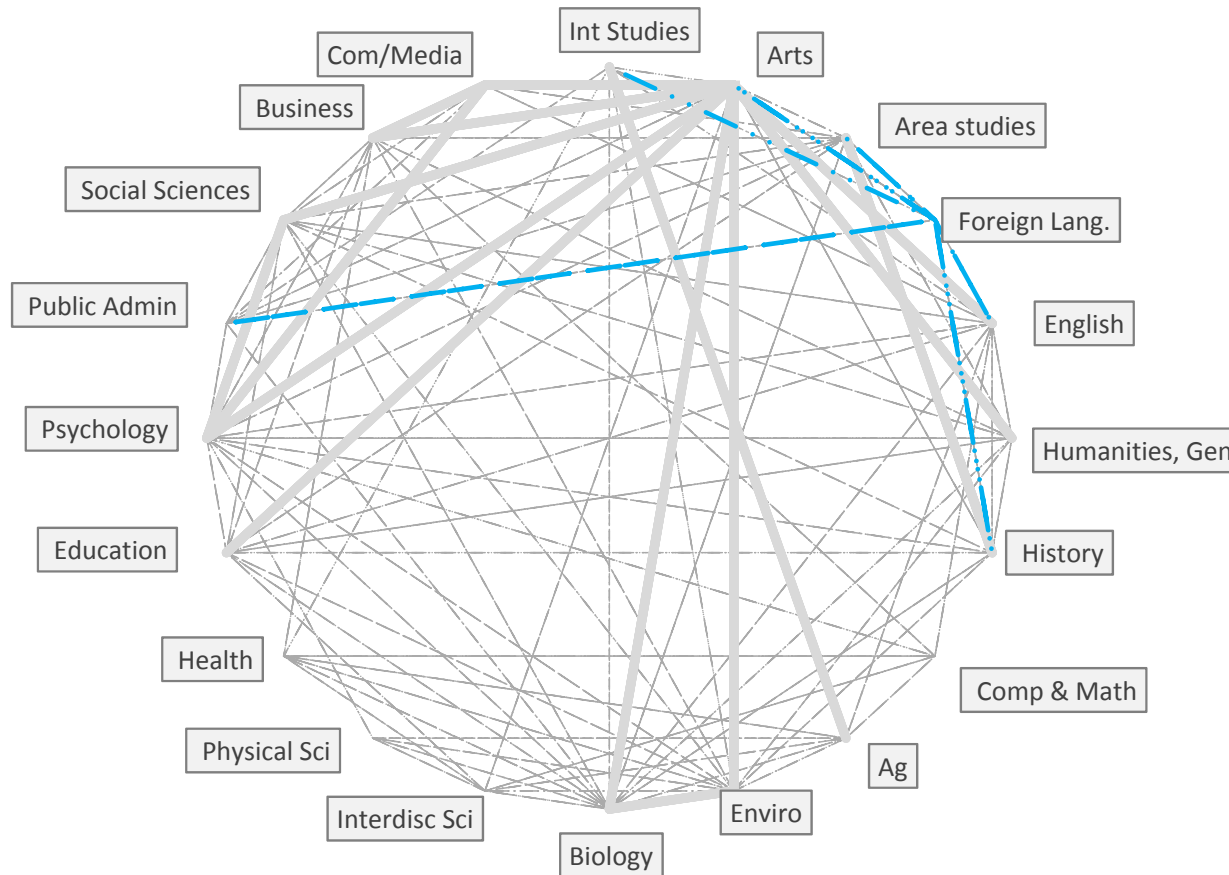 Int Studies
Arts
Com/Media
Area studies
Business
Social Sciences
Foreign Lang.
Public Admin
English
Psychology
Humanities, Gen
Education
History
Health
Comp & Math
Physical Sci
Ag
Interdisc Sci
Enviro
Biology